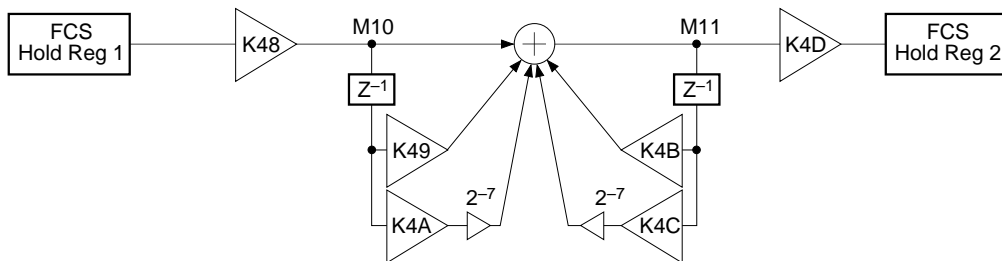 FCS
Hold Reg 1
K48
M10
M11
K4D
FCS
Hold Reg 2
Z–1
Z–1
K49
K4B
2–7
2–7
K4A
K4C